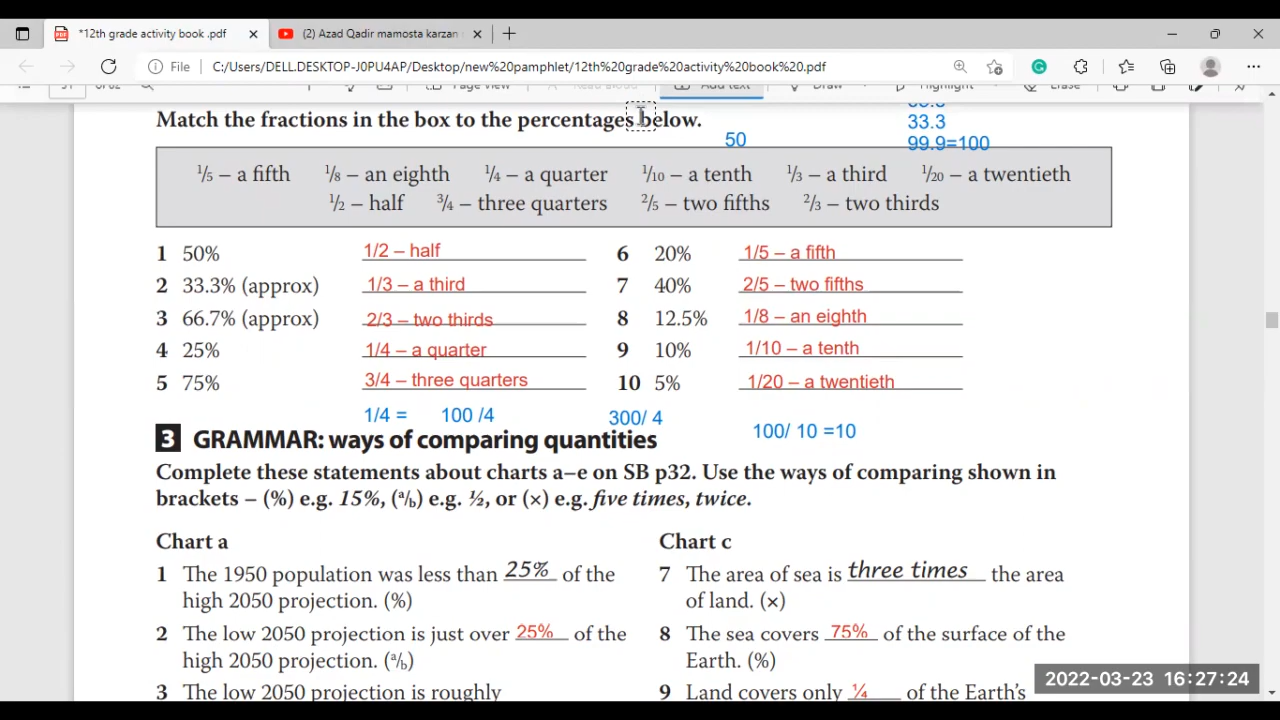 *12th grade activity book .pdf
(2) Azad Qadir mamosta karzan
File
C:/Users/DELL.DESKTOP-J0PU4AP/Desktop/new%20pamphlet/12th%20grade%20activity%20book%20.pdf
Page view
Read aloud
Add text
Draw
Highlight
Erase
Match the fractions in the box to the percentages below.
50
33.3
99.9=100
1/5 – a fifth 1/8 – an eighth 1/4 – a quarter 1/10 – a tenth 1/3 – a third 1/20 – a twentieth
1/2 – half 3/4 – three quarters 2/5 – two fifths 2/3 – two thirds
1 50% 1/2 – half 6 20% 1/5 – a fifth
2 33.3% (approx) 1/3 – a third 7 40% 2/5 – two fifths
3 66.7% (approx) 2/3 – two thirds 8 12.5% 1/8 – an eighth
4 25% 1/4 – a quarter 9 10% 1/10 – a tenth
5 75% 3/4 – three quarters 10 5% 1/20 – a twentieth
1/4 = 100 /4 300/ 4 100/ 10 =10
3 GRAMMAR: ways of comparing quantities
Complete these statements about charts a–e on SB p32. Use the ways of comparing shown in
brackets – (%) e.g. 15%, (a/b) e.g. ½, or (×) e.g. five times, twice.
Chart a
1 The 1950 population was less than 25% of the
high 2050 projection. (%)
2 The low 2050 projection is just over 25% of the
high 2050 projection. (a/b)
3 The low 2050 projection is roughly
Chart c
7 The area of sea is three times the area
of land. (×)
8 The sea covers 75% of the surface of the
Earth. (%)
9 Land covers only ¼ of the Earth's
2022-03-23 16:27:24